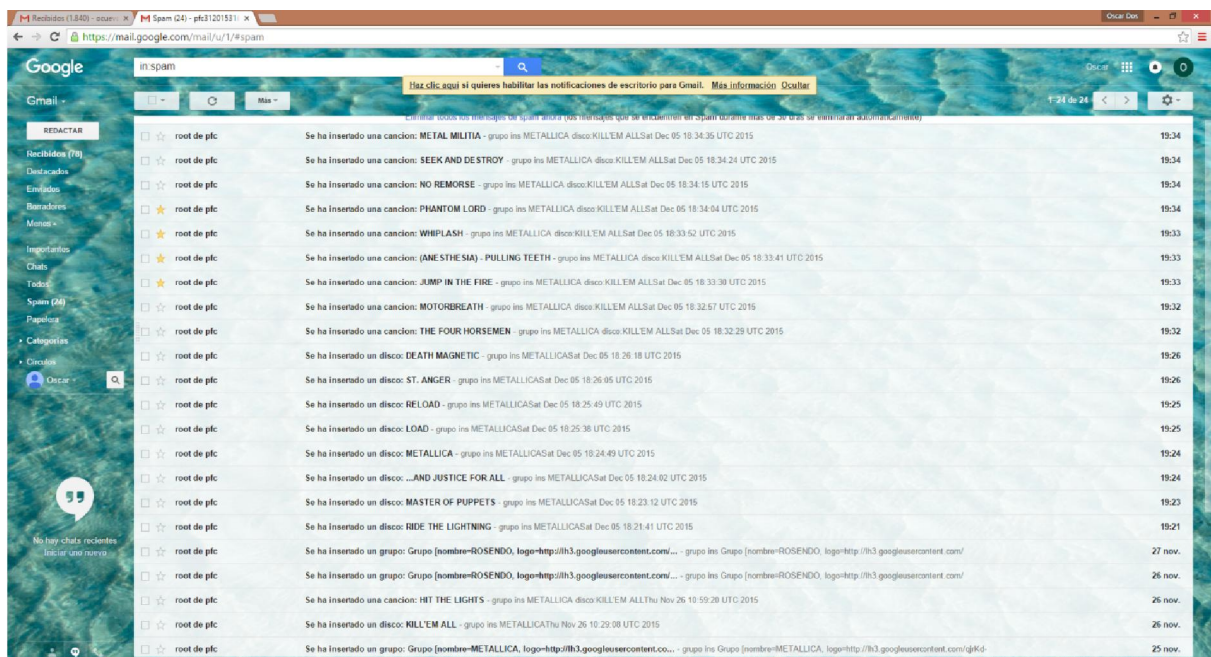 Recibidos (1.840) - ocuev
Spam (24) - pfc31201531
Oscar Dos
https://mail.google.com/mail/u/1/#spam
Google
in:spam
Oscar
O
Haz clic aquí si quieres habilitar las notificaciones de escritorio para Gmail. Más información Ocultar
Gmail
Más
1-24 de 24
Eliminar todos los mensajes de spam ahora (los mensajes que se encuentren en Spam durante más de 30 días se eliminarán automáticamente)
REDACTAR
Recibidos (76)
Destacados
Enviados
Borradores
Menos
Importantes
Chats
Todos
Spam (24)
Papelera
Categorías
Círculos
Oscar
No hay chats recientes
Iniciar uno nuevo
root de pfc Se ha insertado una cancion: METAL MILITIA - grupo ins METALLICA disco:KILL'EM ALLSat Dec 05 18:34:35 UTC 2015 19:34
root de pfc Se ha insertado una cancion: SEEK AND DESTROY - grupo ins METALLICA disco:KILL'EM ALLSat Dec 05 18:34:24 UTC 2015 19:34
root de pfc Se ha insertado una cancion: NO REMORSE - grupo ins METALLICA disco:KILL'EM ALLSat Dec 05 18:34:15 UTC 2015 19:34
root de pfc Se ha insertado una cancion: PHANTOM LORD - grupo ins METALLICA disco:KILL'EM ALLSat Dec 05 18:34:04 UTC 2015 19:34
root de pfc Se ha insertado una cancion: WHIPLASH - grupo ins METALLICA disco:KILL'EM ALLSat Dec 05 18:33:52 UTC 2015 19:33
root de pfc Se ha insertado una cancion: (ANESTHESIA) - PULLING TEETH - grupo ins METALLICA disco:KILL'EM ALLSat Dec 05 18:33:41 UTC 2015 19:33
root de pfc Se ha insertado una cancion: JUMP IN THE FIRE - grupo ins METALLICA disco:KILL'EM ALLSat Dec 05 18:33:30 UTC 2015 19:33
root de pfc Se ha insertado una cancion: MOTORBREATH - grupo ins METALLICA disco:KILL'EM ALLSat Dec 05 18:32:57 UTC 2015 19:32
root de pfc Se ha insertado una cancion: THE FOUR HORSEMEN - grupo ins METALLICA disco:KILL'EM ALLSat Dec 05 18:32:29 UTC 2015 19:32
root de pfc Se ha insertado un disco: DEATH MAGNETIC - grupo ins METALLICASat Dec 05 18:26:18 UTC 2015 19:26
root de pfc Se ha insertado un disco: ST. ANGER - grupo ins METALLICASat Dec 05 18:26:05 UTC 2015 19:26
root de pfc Se ha insertado un disco: RELOAD - grupo ins METALLICASat Dec 05 18:25:49 UTC 2015 19:25
root de pfc Se ha insertado un disco: LOAD - grupo ins METALLICASat Dec 05 18:25:38 UTC 2015 19:25
root de pfc Se ha insertado un disco: METALLICA - grupo ins METALLICASat Dec 05 18:24:49 UTC 2015 19:24
root de pfc Se ha insertado un disco: ...AND JUSTICE FOR ALL - grupo ins METALLICASat Dec 05 18:24:02 UTC 2015 19:24
root de pfc Se ha insertado un disco: MASTER OF PUPPETS - grupo ins METALLICASat Dec 05 18:23:12 UTC 2015 19:23
root de pfc Se ha insertado un disco: RIDE THE LIGHTNING - grupo ins METALLICASat Dec 05 18:21:41 UTC 2015 19:21
root de pfc Se ha insertado un grupo: Grupo [nombre=ROSENDO, logo=http://lh3.googleusercontent.com/... - grupo ins Grupo [nombre=ROSENDO, logo=http://lh3.googleusercontent.com/ 27 nov.
root de pfc Se ha insertado un grupo: Grupo [nombre=ROSENDO, logo=http://lh3.googleusercontent.com/... - grupo ins Grupo [nombre=ROSENDO, logo=http://lh3.googleusercontent.com/ 26 nov.
root de pfc Se ha insertado una cancion: HIT THE LIGHTS - grupo ins METALLICA disco:KILL'EM ALLThu Nov 26 10:59:20 UTC 2015 26 nov.
root de pfc Se ha insertado un disco: KILL'EM ALL - grupo ins METALLICAThu Nov 26 10:29:08 UTC 2015 26 nov.
root de pfc Se ha insertado un grupo: Grupo [nombre=METALLICA, logo=http://lh3.googleusercontent.co... - grupo ins Grupo [nombre=METALLICA, logo=http://lh3.googleusercontent.com/qjrKd- 25 nov.